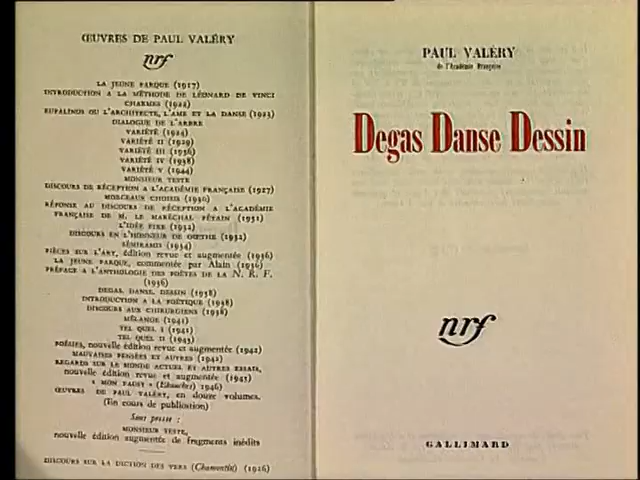 ŒUVRES DE PAUL VALÉRY
nrf
LA JEUNE PARQUE (1917)
INTRODUCTION A LA MÉTHODE DE LÉONARD DE VINCI
CHARMES (1922)
EUPALINOS OU L'ARCHITECTE, L'AME ET LA DANSE (1923)
DIALOGUE DE L'ARBRE
VARIÉTÉ (1924)
VARIÉTÉ II (1929)
VARIÉTÉ III (1936)
VARIÉTÉ IV (1938)
VARIÉTÉ V (1944)
MONSIEUR TESTE
DISCOURS DE RÉCEPTION A L'ACADÉMIE FRANÇAISE (1927)
MORCEAUX CHOISIS (1930)
RÉPONSE AU DISCOURS DE RÉCEPTION A L'ACADÉMIE
FRANÇAISE DE M. LE MARÉCHAL PÉTAIN (1931)
L'IDÉE FIXE (1932)
DISCOURS EN L'HONNEUR DE GŒTHE (1932)
SÉMIRAMIS (1934)
PIÈCES SUR L'ART, édition revue et augmentée (1936)
LA JEUNE PARQUE, commentée par Alain (1936)
PRÉFACE A L'ANTHOLOGIE DES POÈTES DE LA N. R. F.
(1936)
DEGAS, DANSE, DESSIN (1938)
INTRODUCTION A LA POÉTIQUE (1938)
DISCOURS AUX CHIRURGIENS (1938)
MÉLANGE (1941)
TEL QUEL I (1941)
TEL QUEL II (1943)
POÉSIES, nouvelle édition revue et augmentée (1942)
MAUVAISES PENSÉES ET AUTRES (1942)
REGARDS SUR LE MONDE ACTUEL ET AUTRES ESSAIS,
nouvelle édition revue et augmentée (1945)
« MON FAUST » (Ébauches) 1946)
ŒUVRES DE PAUL VALÉRY, en douze volumes.
(En cours de publication)
Sous presse :
MONSIEUR TESTE,
nouvelle édition augmentée de fragments inédits
DISCOURS SUR LA DICTION DES VERS (Chamontin) (1926)
PAUL VALÉRY
de l'Académie Française
Degas Danse Dessin
nrf
GALLIMARD